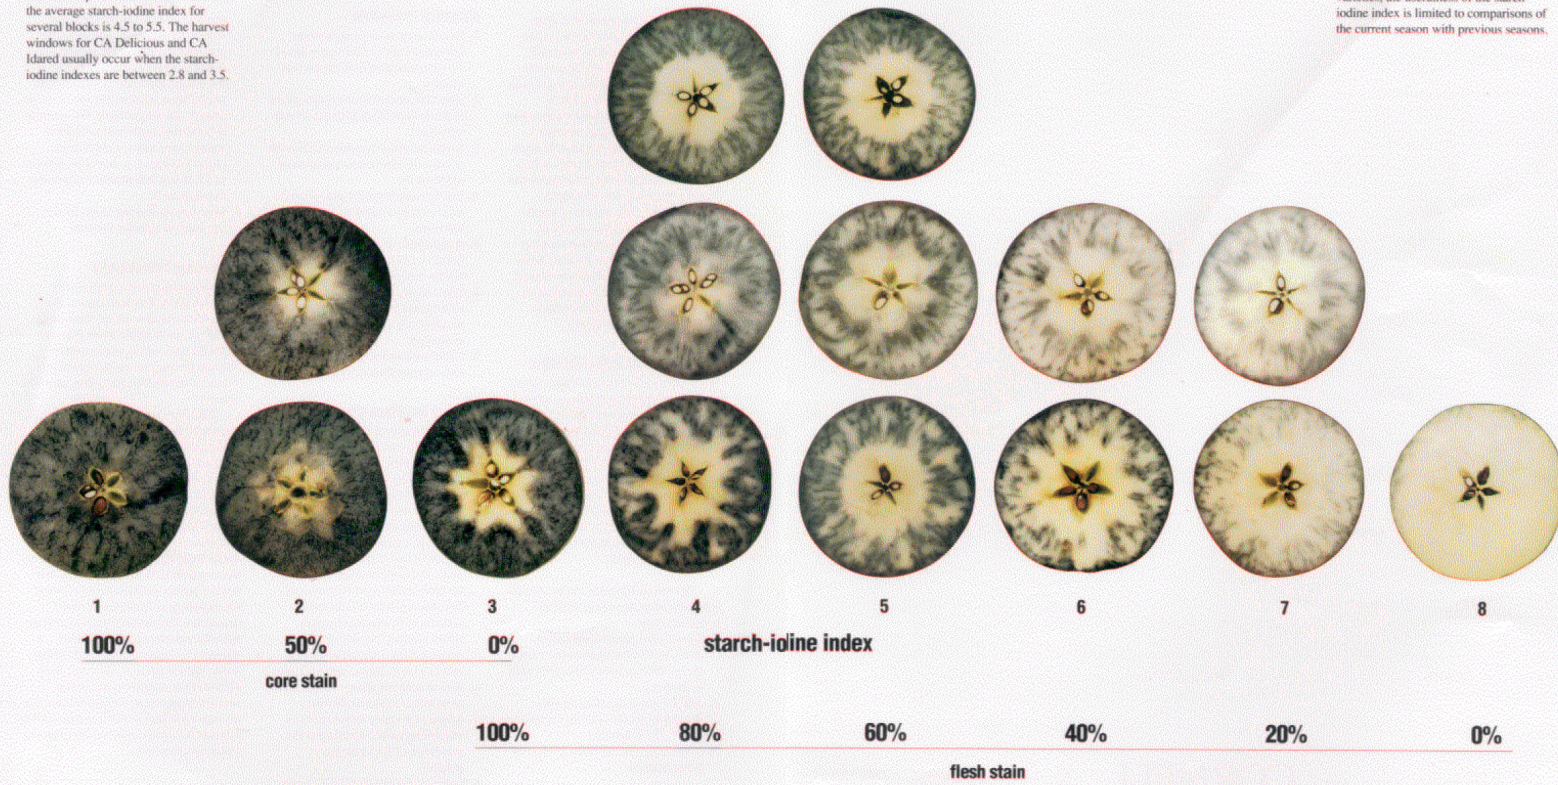 the average starch-iodine index for
several blocks is 4.5 to 5.5. The harvest
windows for CA Delicious and CA
Idared usually occur when the starch-
iodine indexes are between 2.8 and 3.5.
iodine index is limited to comparisons of
the current season with previous seasons.
1 2 3 4 5 6 7 8
100% 50% 0%
starch-iodine index
core stain
100% 80% 60% 40% 20% 0%
flesh stain